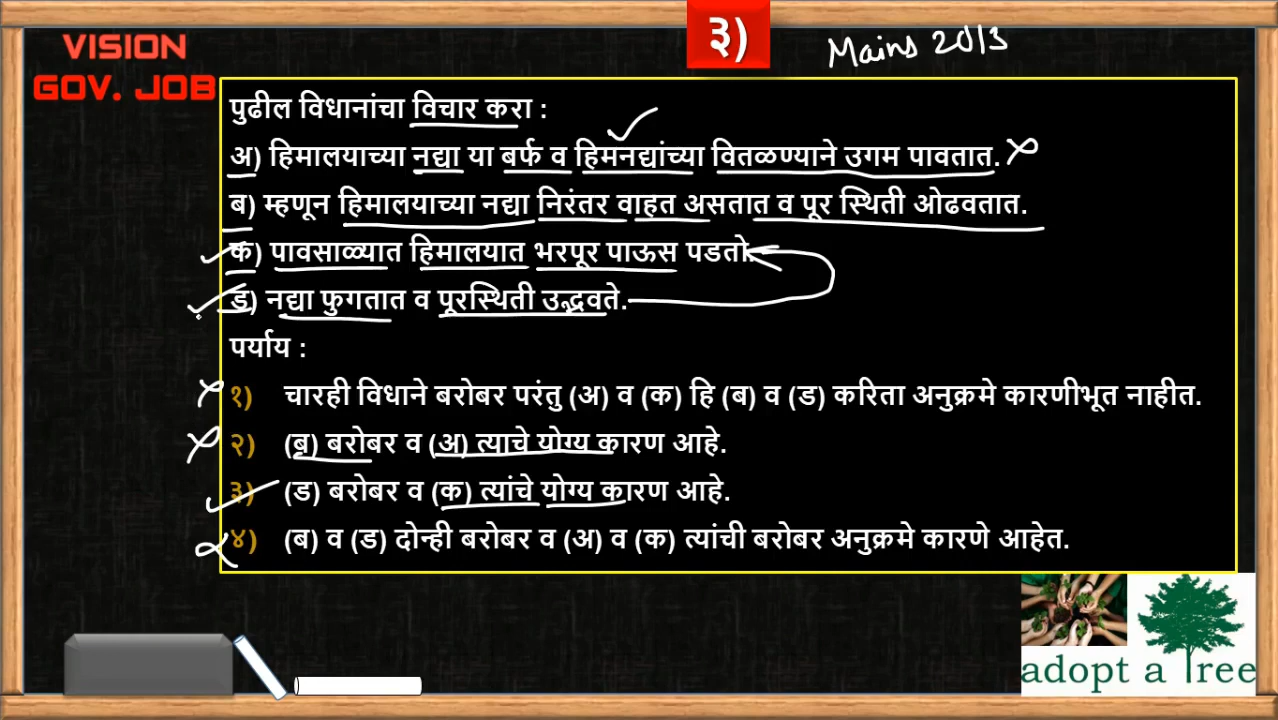 ३)
Mains 2013
VISION
GOV. JOB
पुढील विधानांचा विचार करा :
अ) हिमालयाच्या नद्या या बर्फ व हिमनद्यांच्या वितळण्याने उगम पावतात.
ब) म्हणून हिमालयाच्या नद्या निरंतर वाहत असतात व पूर स्थिती ओढवतात.
क) पावसाळ्यात हिमालयात भरपूर पाऊस पडतो.
ड) नद्या फुगतात व पूरस्थिती उद्भवते.
पर्याय :
१) चारही विधाने बरोबर परंतु (अ) व (क) हि (ब) व (ड) करिता अनुक्रमे कारणीभूत नाहीत.
२) (ब) बरोबर व (अ) त्याचे योग्य कारण आहे.
३) (ड) बरोबर व (क) त्यांचे योग्य कारण आहे.
४) (ब) व (ड) दोन्ही बरोबर व (अ) व (क) त्यांची बरोबर अनुक्रमे कारणे आहेत.
adopt a Tree